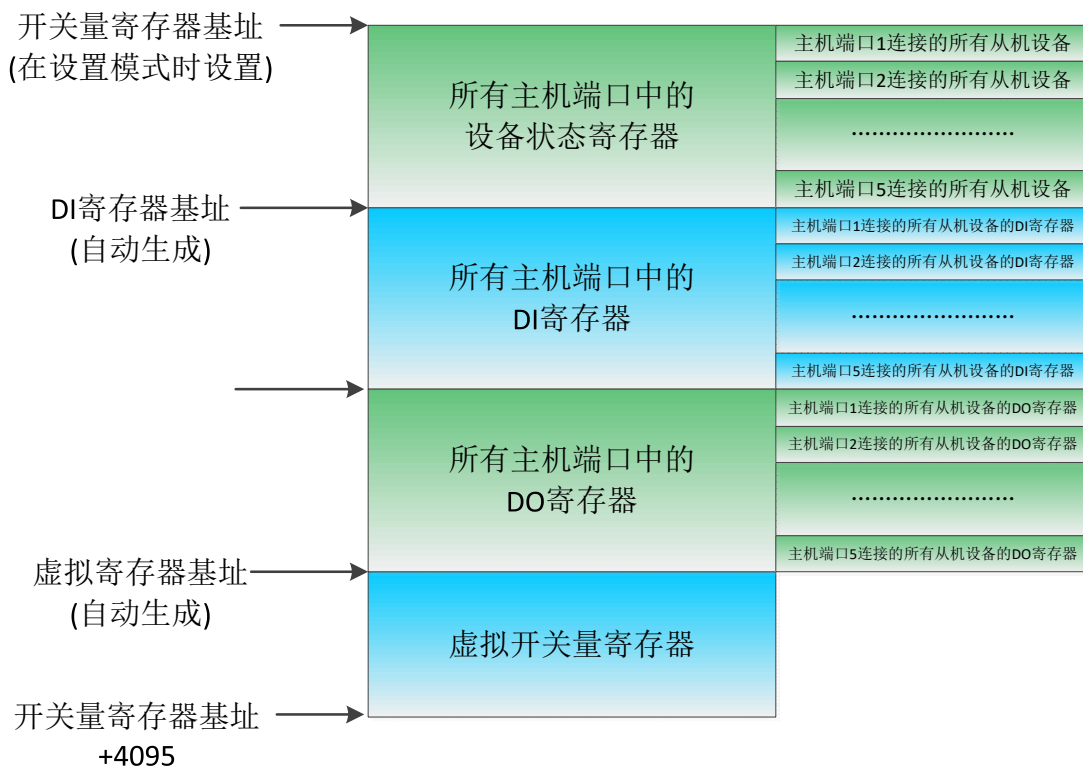 开关量寄存器基址
(在设置模式时设置)
所有主机端口中的
设备状态寄存器
主机端口1连接的所有从机设备
主机端口2连接的所有从机设备
........................
主机端口5连接的所有从机设备
DI寄存器基址
(自动生成)
所有主机端口中的
DI寄存器
主机端口1连接的所有从机设备的DI寄存器
主机端口2连接的所有从机设备的DI寄存器
........................
主机端口5连接的所有从机设备的DI寄存器
所有主机端口中的
DO寄存器
主机端口1连接的所有从机设备的DO寄存器
主机端口2连接的所有从机设备的DO寄存器
........................
主机端口5连接的所有从机设备的DO寄存器
虚拟寄存器基址
(自动生成)
虚拟开关量寄存器
开关量寄存器基址
+4095